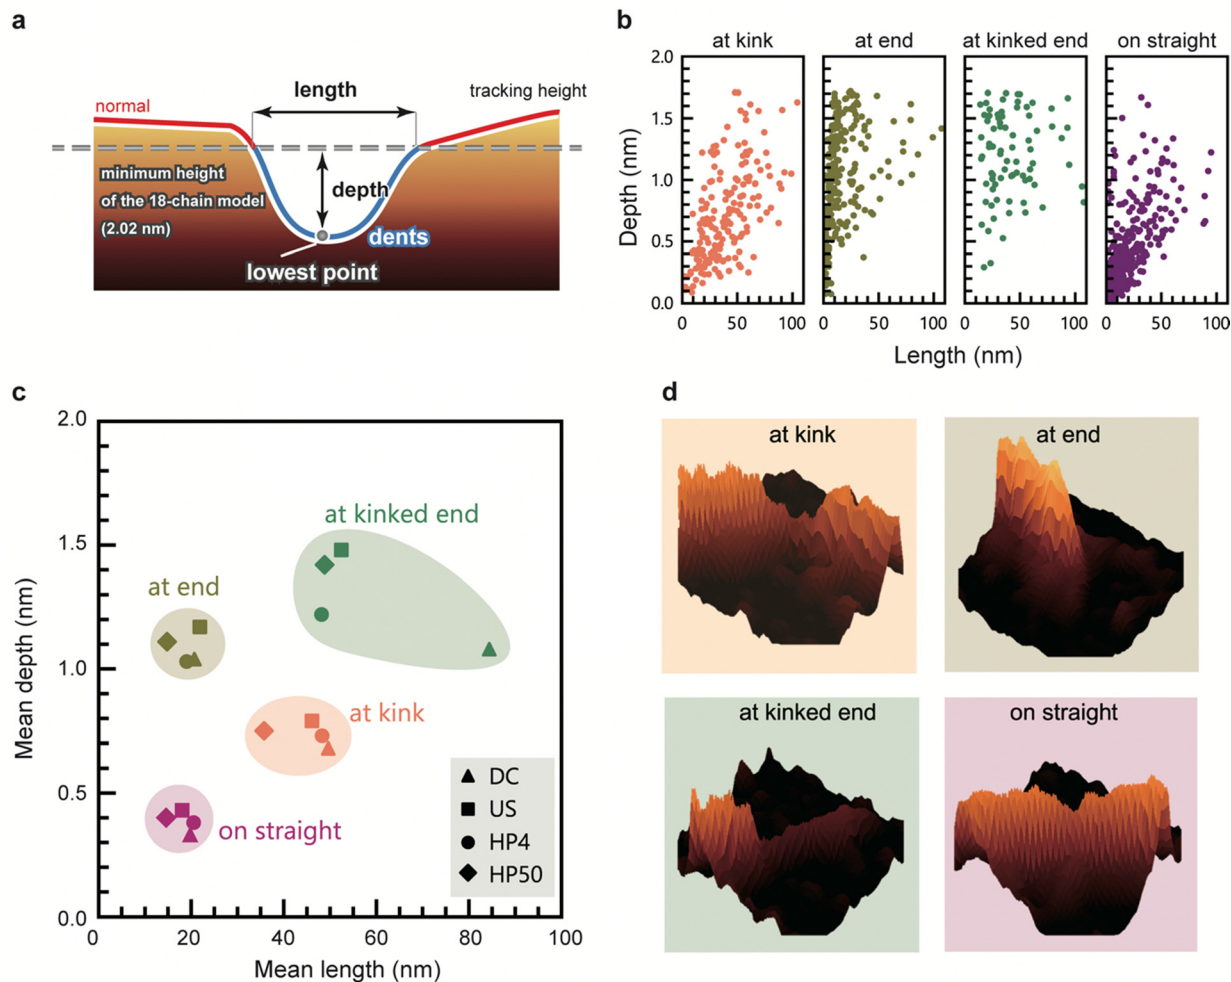 a
length
normal
tracking height
minimum height
of the 18-chain model
(2.02 nm)
depth
dents
lowest point
b
at kink
at end
at kinked end
on straight
Depth (nm)
2.0
1.5
1.0
0.5
0.0
0 50 100
0 50 100
0 50 100
0 50 100
Length (nm)
c
Mean depth (nm)
2.0
1.5
1.0
0.5
0.0
at kinked end
at end
at kink
on straight
DC
US
HP4
HP50
0 20 40 60 80 100
Mean length (nm)
d
at kink
at end
at kinked end
on straight